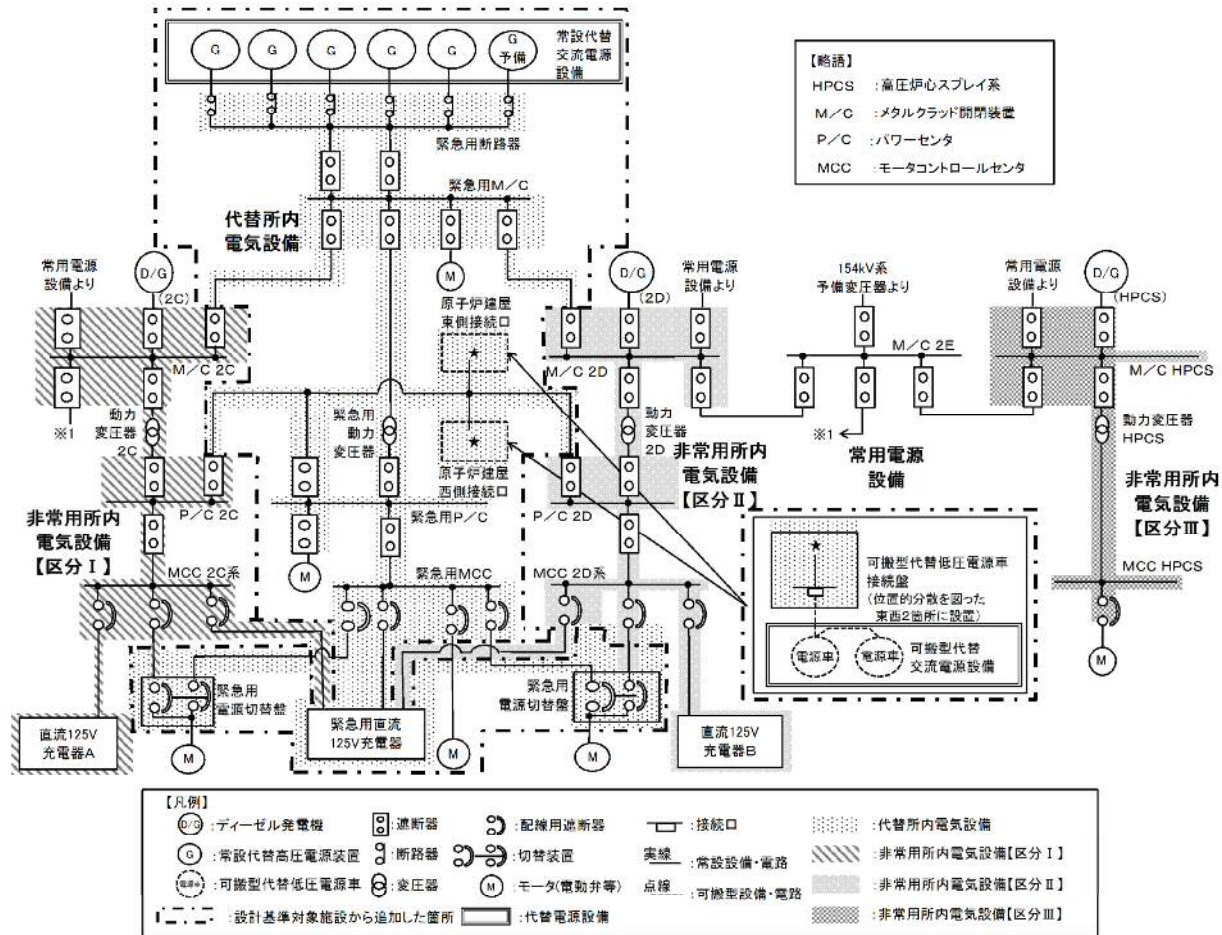 G
G
G
G
G
G
予備
常設代替
交流電源
設備
緊急用断路器
緊急用M/C
代替所内
電気設備
M
【略語】
HPCS :高圧炉心スプレイ系
M/C :メタルクラッド開閉装置
P/C :パワーセンタ
MCC :モータコントロールセンタ
常用電源
設備より
D/G
(2C)
M/C 2C
※1
動力
変圧器
2C
P/C 2C
非常用所内
電気設備
【区分Ⅰ】
MCC 2C系
原子炉建屋
東側接続口
★
★
原子炉建屋
西側接続口
緊急用
動力
変圧器
緊急用P/C
M
緊急用MCC
D/G
(2D)
常用電源
設備より
M/C 2D
動力
変圧器
2D
非常用所内
電気設備
【区分Ⅱ】
P/C 2D
MCC 2D系
154kV系
予備変圧器より
M/C 2E
※1
常用電源
設備
常用電源
設備より
D/G
(HPCS)
M/C HPCS
動力変圧器
HPCS
非常用所内
電気設備
【区分Ⅲ】
MCC HPCS
M
★
可搬型代替低圧電源車
接続盤
(位置的分散を図った
東西2箇所に設置)
電源車
電源車
可搬型代替
交流電源設備
緊急用
電源切替盤
緊急用
電源切替盤
直流125V
充電器A
M
緊急用直流
125V充電器
M
M
直流125V
充電器B
【凡例】
D/G :ディーゼル発電機
:遮断器
:配線用遮断器
:接続口
:代替所内電気設備
G :常設代替高圧電源装置
:断路器
:切替装置
実線 :常設設備・電路
:非常用所内電気設備【区分Ⅰ】
電源車 :可搬型代替低圧電源車
:変圧器
M :モータ(電動弁等)
点線 :可搬型設備・電路
:非常用所内電気設備【区分Ⅱ】
:設計基準対象施設から追加した箇所
:代替電源設備
:非常用所内電気設備【区分Ⅲ】